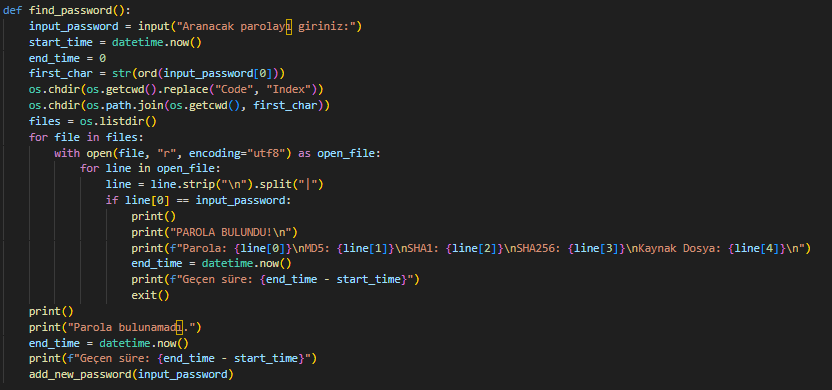 def find_password():
    input_password = input("Aranacak parolayı giriniz:")
    start_time = datetime.now()
    end_time = 0
    first_char = str(ord(input_password[0]))
    os.chdir(os.getcwd().replace("Code", "Index"))
    os.chdir(os.path.join(os.getcwd(), first_char))
    files = os.listdir()
    for file in files:
        with open(file, "r", encoding="utf8") as open_file:
            for line in open_file:
                line = line.strip("\n").split("|")
                if line[0] == input_password:
                    print()
                    print("PAROLA BULUNDU!\n")
                    print(f"Parola: {line[0]}\nMD5: {line[1]}\nSHA1: {line[2]}\nSHA256: {line[3]}\nKaynak Dosya: {line[4]}\n")
                    end_time = datetime.now()
                    print(f"Geçen süre: {end_time - start_time}")
                    exit()
    print()
    print("Parola bulunamadı.")
    end_time = datetime.now()
    print(f"Geçen süre: {end_time - start_time}")
    add_new_password(input_password)